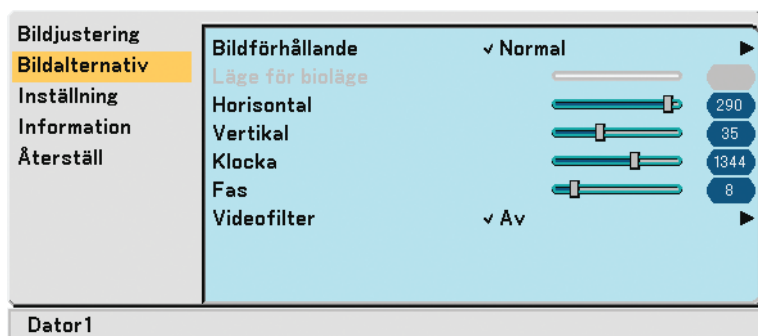 Bildjustering
Bildalternativ
Inställning
Information
Återställ
Bildförhållande ✓ Normal
Läge för bioläge
Horisontal 290
Vertikal 35
Klocka 1344
Fas 8
Videofilter ✓ Av
Dator1